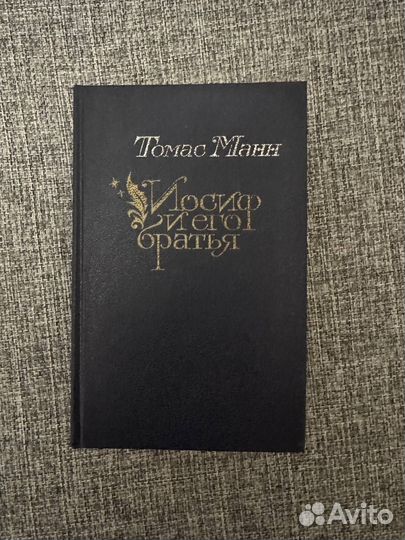 Томас Манн
Иосиф
и его
братья
Avito